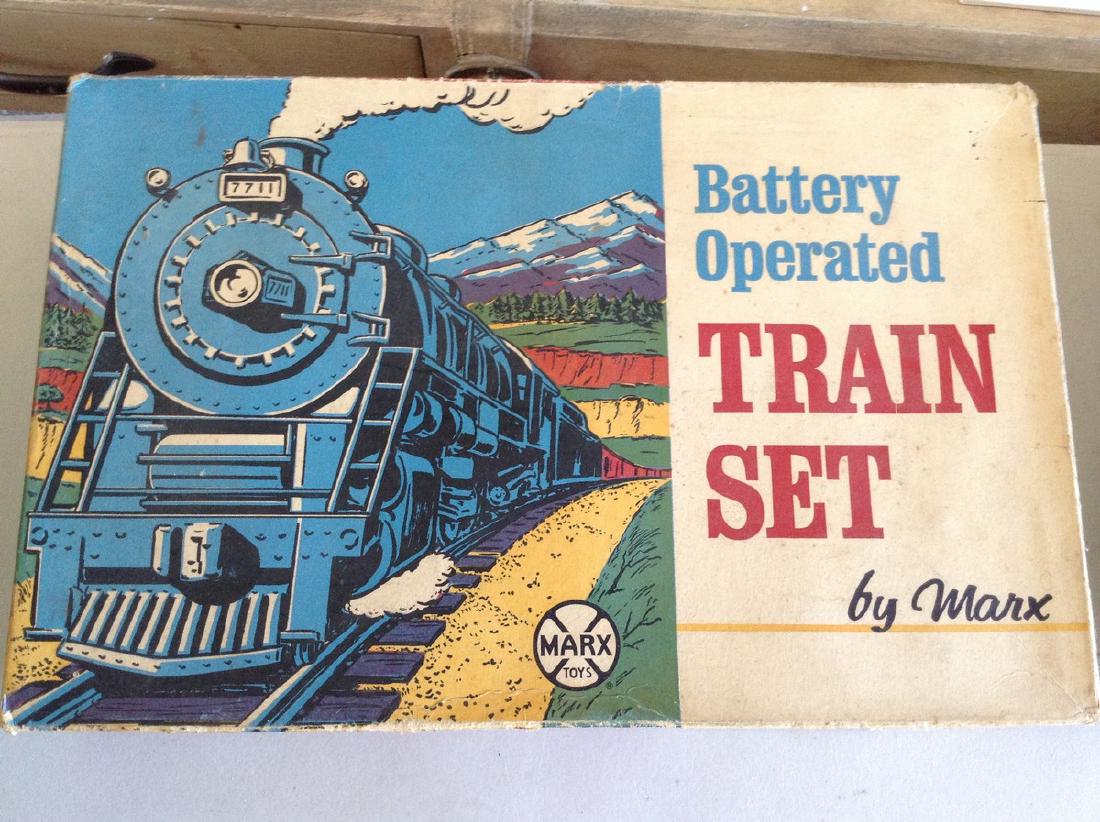 7711
7711
Battery
Operated
TRAIN
SET
by Marx
MARX
TOYS
®